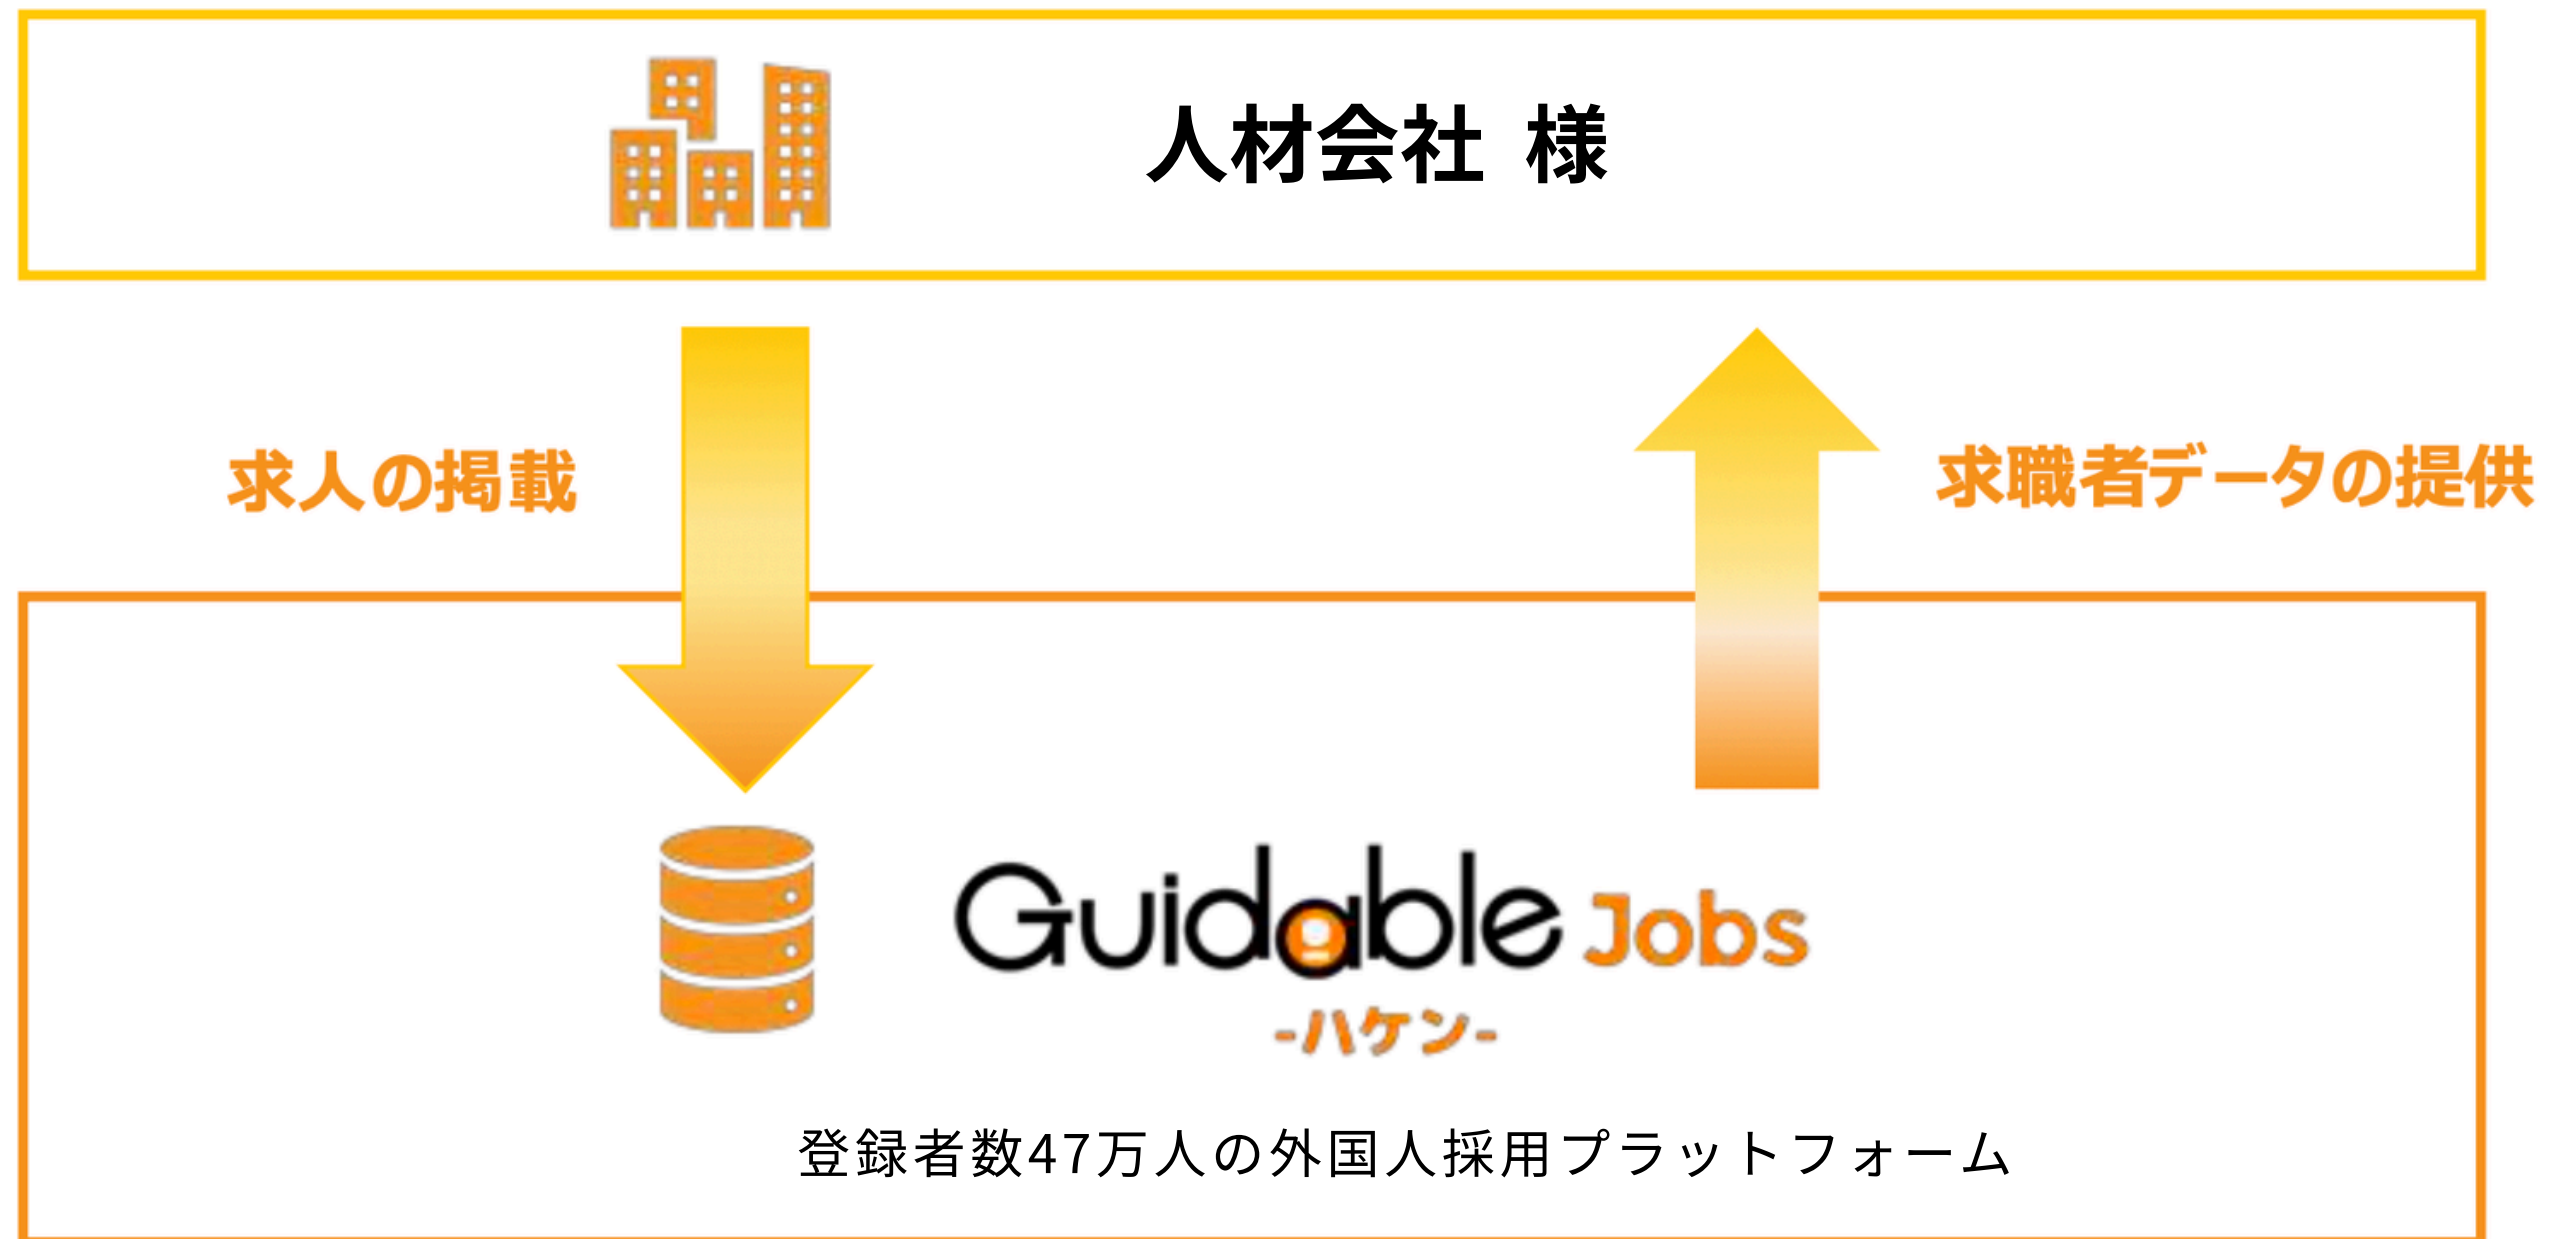 人材会社 様
求人の掲載
求職者データの提供
Guidable Jobs
-ハケン-
登録者数47万人の外国人採用プラットフォーム